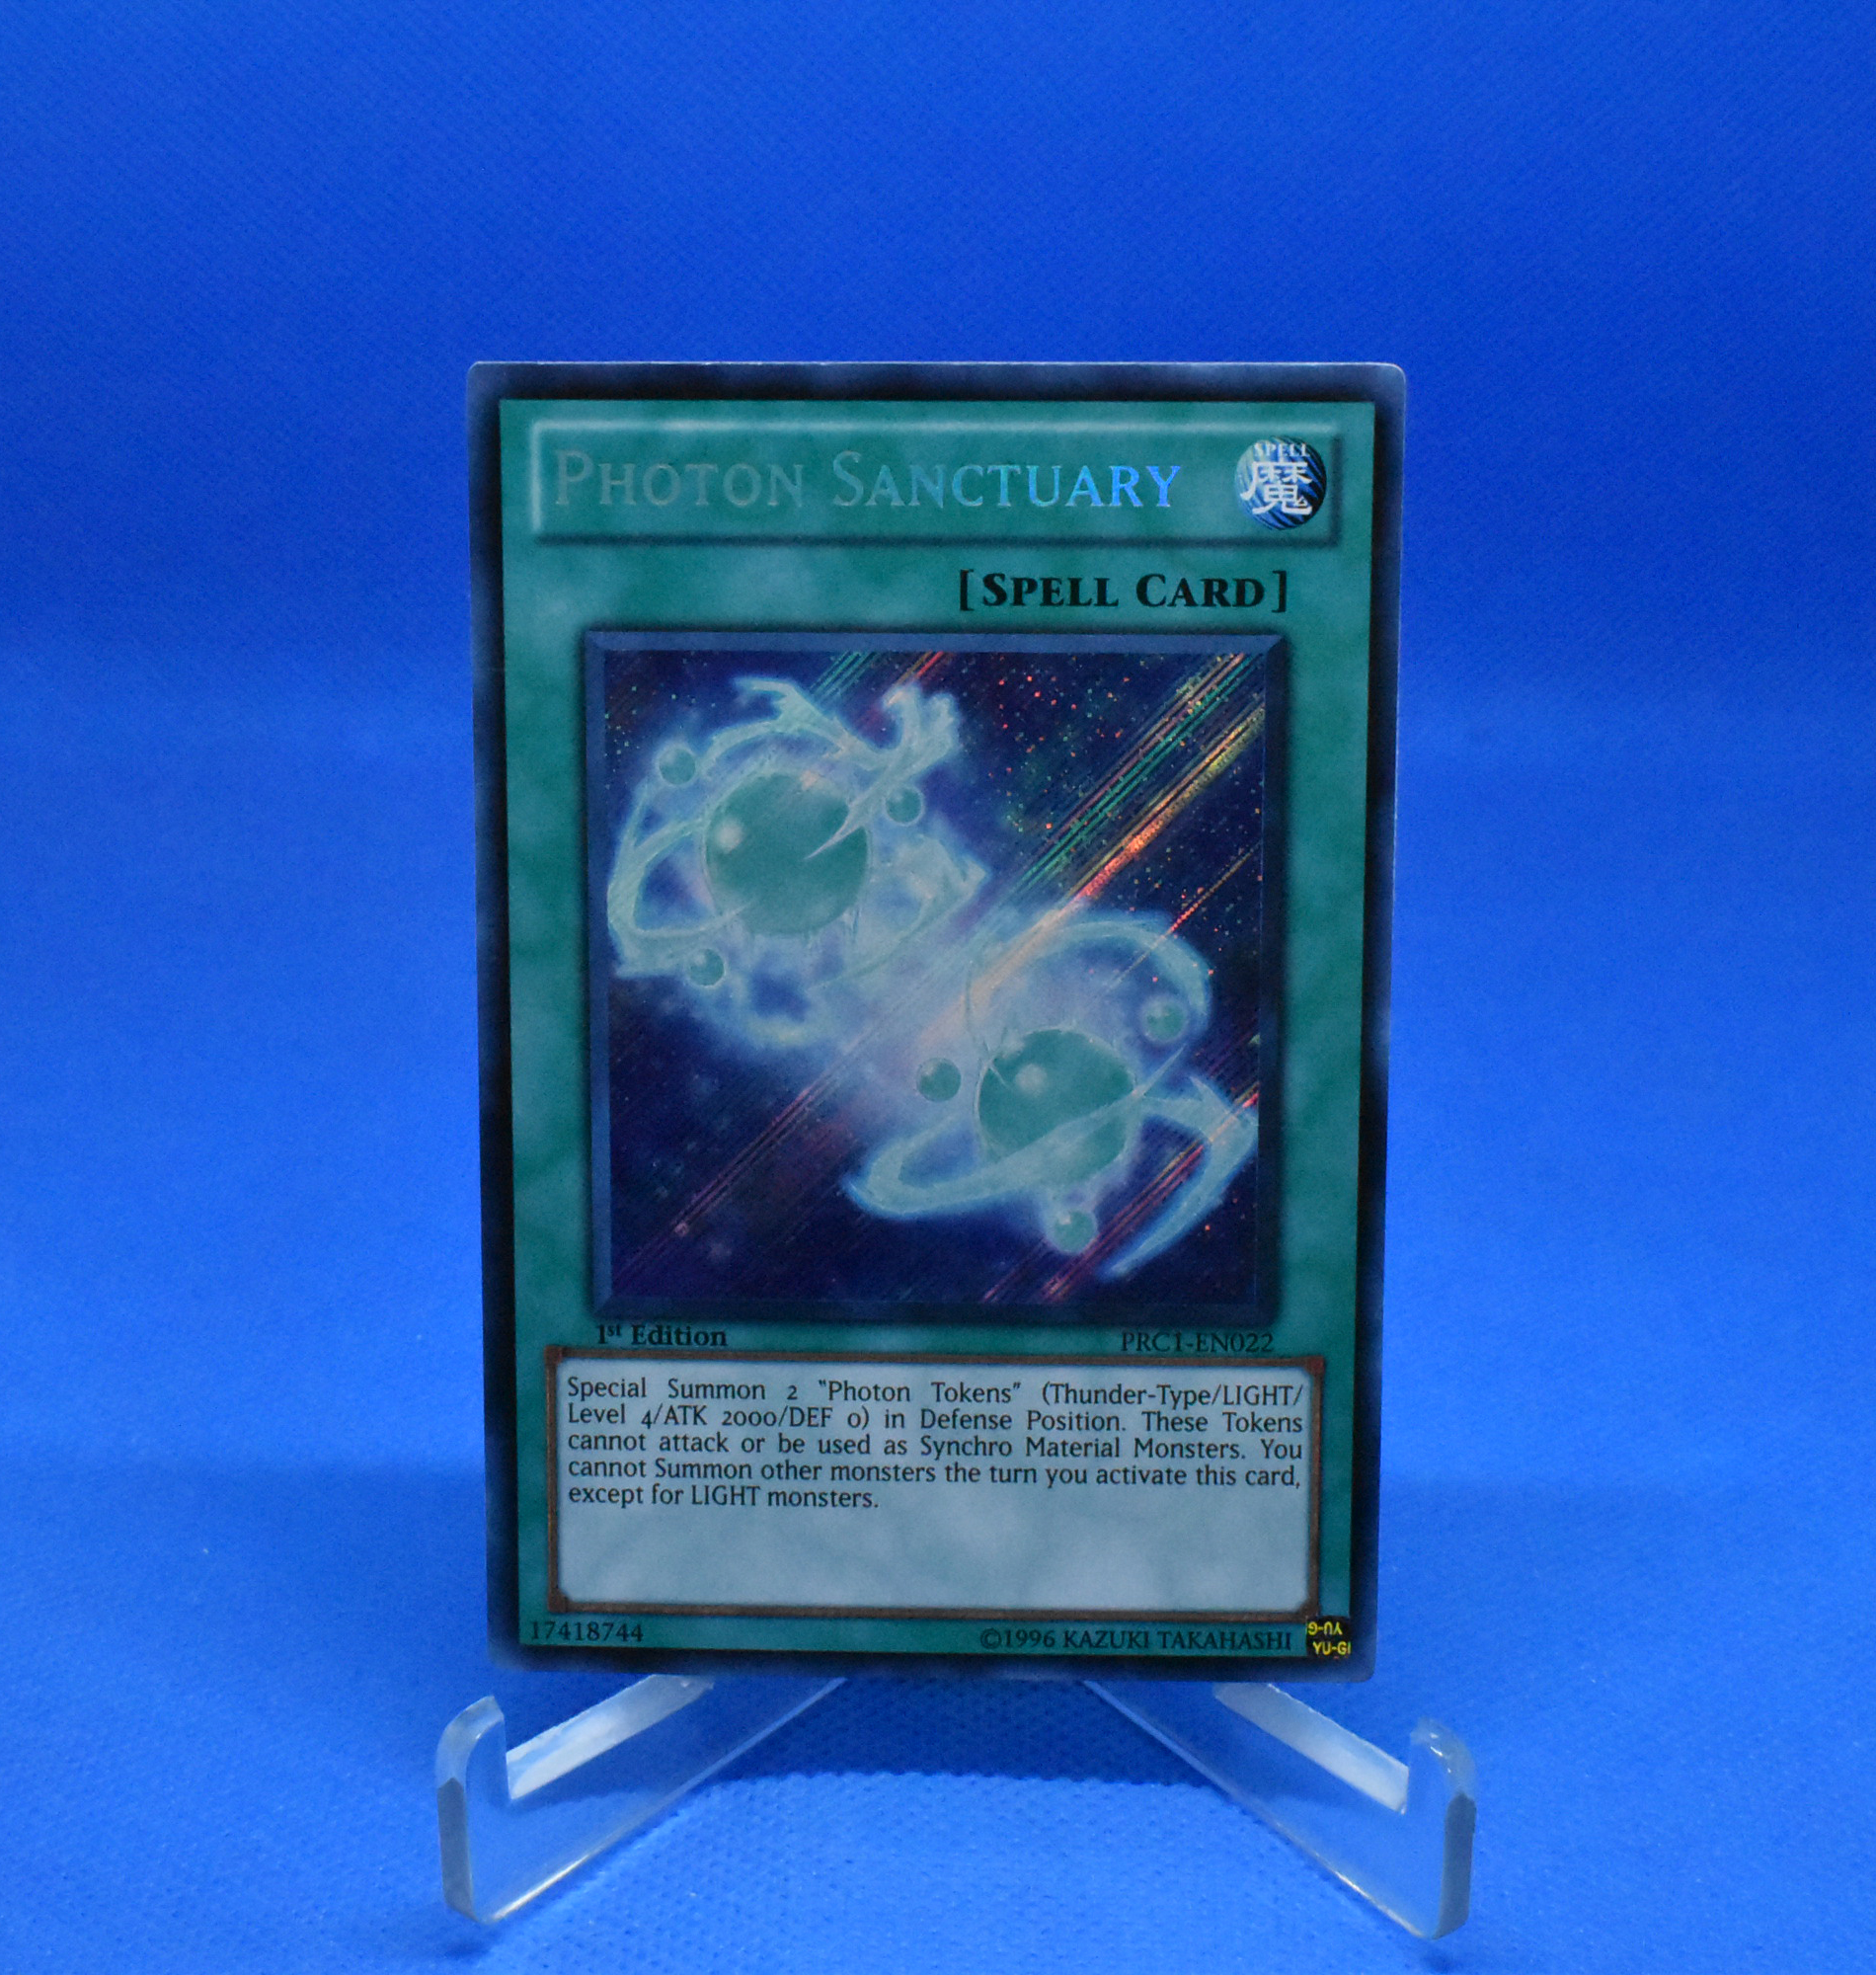 PHOTON SANCTUARY
SPELL
魔
[SPELL CARD]
1st Edition
PRC1-EN022
Special Summon 2 "Photon Tokens" (Thunder-Type/LIGHT/
Level 4/ATK 2000/DEF 0) in Defense Position. These Tokens
cannot attack or be used as Synchro Material Monsters. You
cannot Summon other monsters the turn you activate this card,
except for LIGHT monsters.
17418744
©1996 KAZUKI TAKAHASHI
YU-G
YU-GI